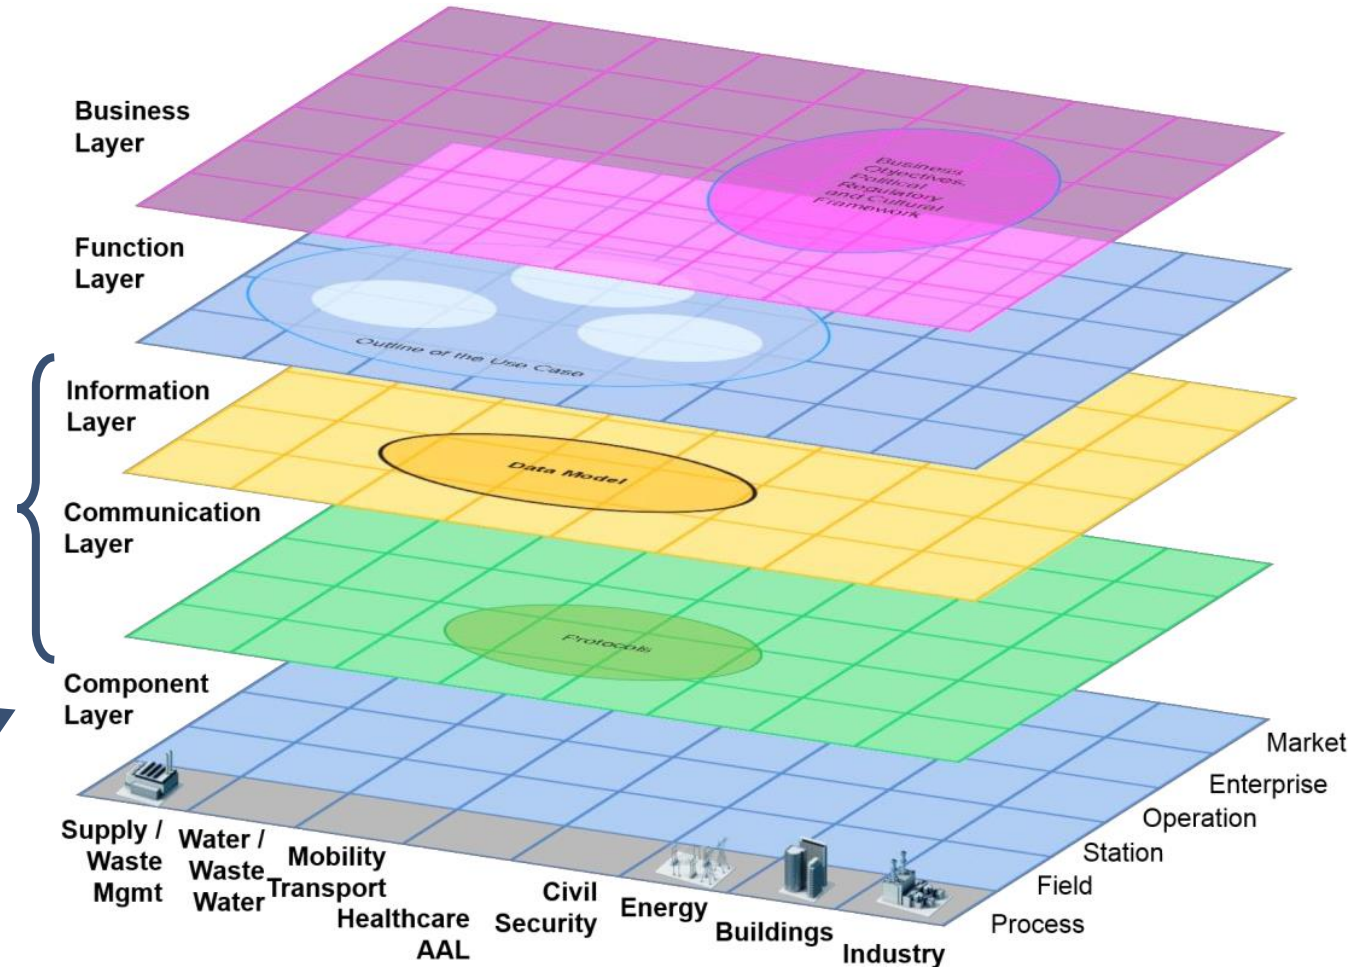 Business
Layer
Business
Objectives.
Political
Regulatory
and Cultural
Framework
Function
Layer
Outline of the Use Case
Information
Layer
Data Model
Communication
Layer
Protocols
Component
Layer
Market
Enterprise
Operation
Station
Field
Process
Supply /
Waste
Mgmt
Water /
Waste
Water
Mobility
Transport
Healthcare
AAL
Civil
Security
Energy
Buildings
Industry